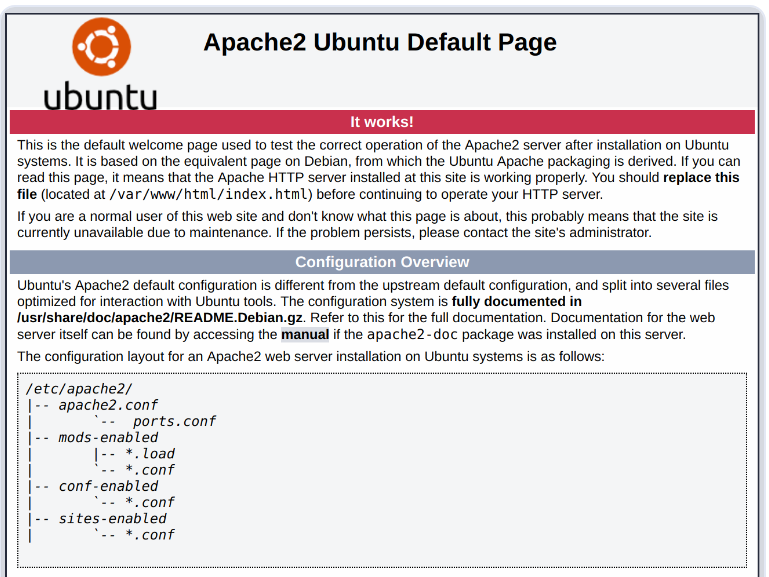 ubuntu
Apache2 Ubuntu Default Page
It works!
This is the default welcome page used to test the correct operation of the Apache2 server after installation on Ubuntu
systems. It is based on the equivalent page on Debian, from which the Ubuntu Apache packaging is derived. If you can
read this page, it means that the Apache HTTP server installed at this site is working properly. You should replace this
file (located at /var/www/html/index.html) before continuing to operate your HTTP server.
If you are a normal user of this web site and don't know what this page is about, this probably means that the site is
currently unavailable due to maintenance. If the problem persists, please contact the site's administrator.
Configuration Overview
Ubuntu's Apache2 default configuration is different from the upstream default configuration, and split into several files
optimized for interaction with Ubuntu tools. The configuration system is fully documented in
/usr/share/doc/apache2/README.Debian.gz. Refer to this for the full documentation. Documentation for the web
server itself can be found by accessing the manual if the apache2-doc package was installed on this server.
The configuration layout for an Apache2 web server installation on Ubuntu systems is as follows:
/etc/apache2/
|-- apache2.conf
|       `--  ports.conf
|-- mods-enabled
|       |-- *.load
|       `-- *.conf
|-- conf-enabled
|       `-- *.conf
|-- sites-enabled
|       `-- *.conf